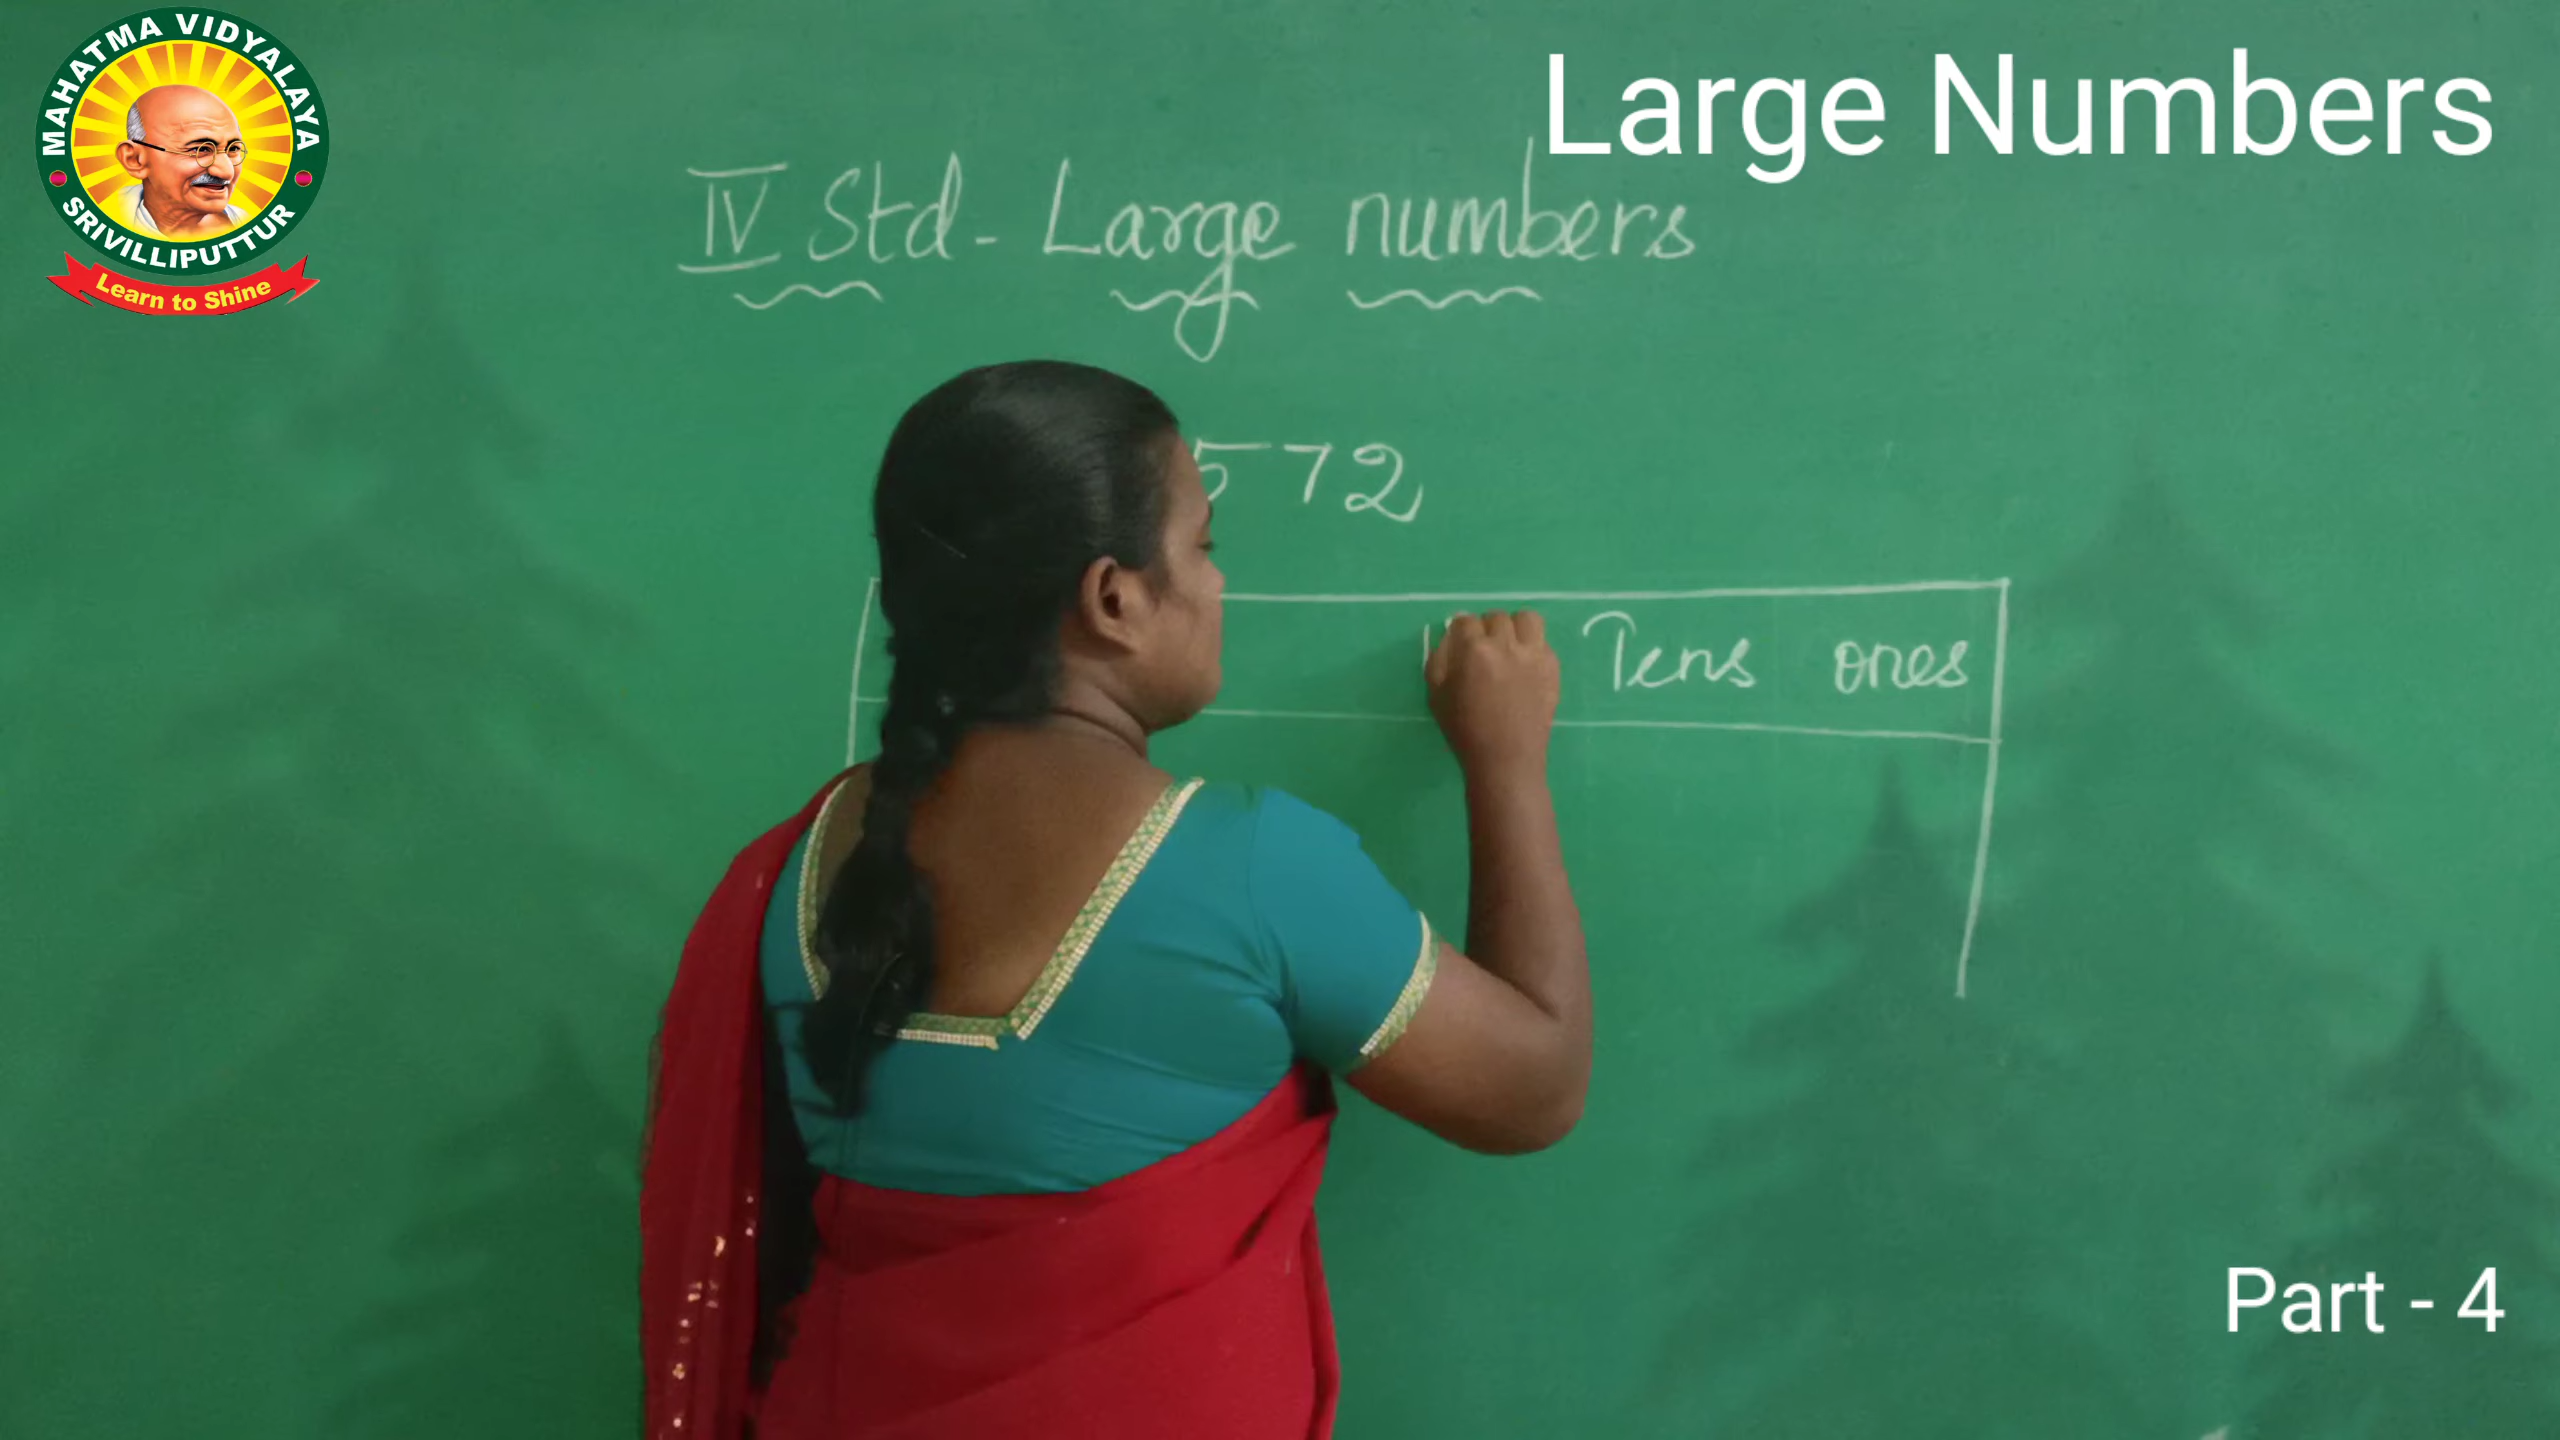 MAHATMA VIDYALAYA
SRIVILLIPUTTUR
Learn to Shine
Large Numbers
IV Std - Large numbers
572
Tens ones
Part - 4